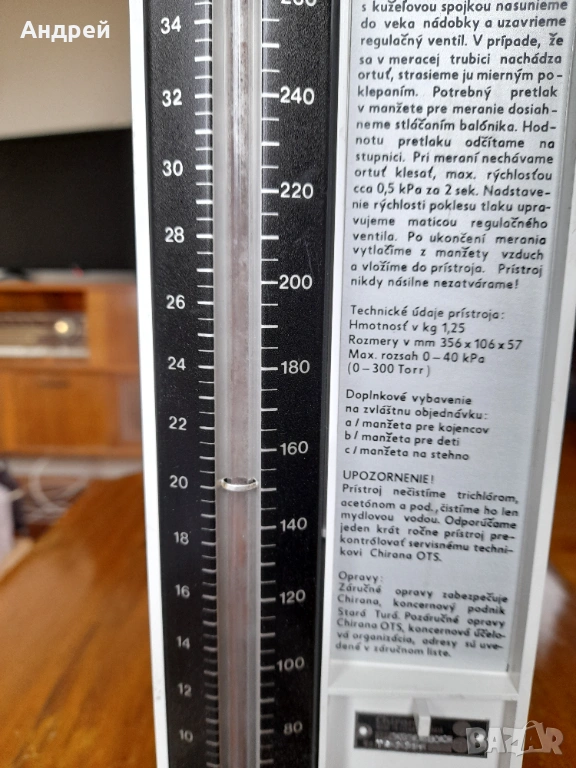 Андрей
s kužeľovou spojkou nasunieme
do veka nádobky a uzavrieme
regulačný ventil. V prípade, že
sa v meracej trubici nachádza
ortuť, strasieme ju miernym po-
klepaním. Potrebný pretlak
v manžete pre meranie dosiah-
neme stláčaním balónika. Hod-
notu pretlaku odčítame na
stupnici. Pri meraní nechávame
ortuť klesať, max. rýchlosťou
cca 0,5 kPa za 2 sek. Nadstave-
nie rýchlosti poklesu tlaku upra-
vujeme maticou regulačného
ventila. Po ukončení merania
vytlačíme z manžety vzduch
a vložíme do prístroja. Prístroj
nikdy násilne nezatvárame!
Technické údaje prístroja:
Hmotnosť v kg 1,25
Rozmery v mm 356 x 106 x 57
Max. rozsah 0–40 kPa
(0–300 Torr)
Doplnkové vybavenie
na zvláštnu objednávku:
a/ manžeta pre kojencov
b/ manžeta pre deti
c/ manžeta na stehno
UPOZORNENIE!
Prístroj nečistíme trichlórom,
acetónom a pod., čistíme ho len
mydlovou vodou. Odporúčame
jeden krát ročne prístroj pre-
kontrolovať servisnému techni-
kovi Chirana OTS.
Opravy:
Záručné opravy zabezpečuje
Chirana, koncernový podnik
Stará Turá. Pozáručné opravy
Chirana OTS, koncernová účelo-
vá organizácia, adresy sú uve-
dené v záručnom liste.
34
32
30
28
26
24
22
20
18
16
14
12
10
260
240
220
200
180
160
140
120
100
80
BAZAR